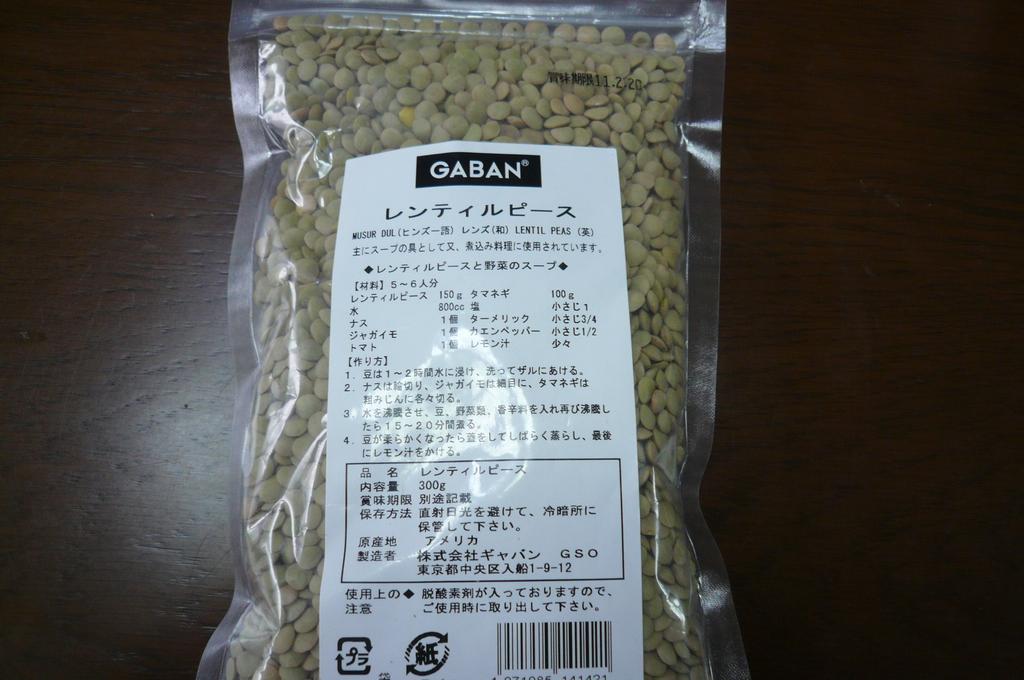 賞味期限11.2.20
GABAN®
レンティルピース
MUSUR DUL(ヒンズー語) レンズ(和) LENTIL PEAS (英)
主にスープの具として又、煮込み料理に使用されています。
◆レンティルピースと野菜のスープ◆
【材料】5~6人分
レンティルピース 150g タマネギ 100g
水 800cc 塩 小さじ1
ナス 1個 ターメリック 小さじ3/4
ジャガイモ 1個 カエンペッパー 小さじ1/2
トマト 1個 レモン汁 少々
【作り方】
1. 豆は1~2時間水に浸け、洗ってザルにあける。
2. ナスは輪切り、ジャガイモは細目に、タマネギは
粗みじんに各々切る。
3. 水を沸騰させ、豆、野菜類、香辛料を入れ再び沸騰し
たら15~20分間煮る。
4. 豆が柔らかくなったら蓋をしてしばらく蒸らし、最後
にレモン汁をかける。
品 名 レンティルピース
内容量 300g
賞味期限 別途記載
保存方法 直射日光を避けて、冷暗所に
保管して下さい。
原産地 アメリカ
製造者 株式会社ギャバン GSO
東京都中央区入船1-9-12
使用上の◆ 脱酸素剤が入っておりますので、
注意 ご使用時に取り出して下さい。
プラ 紙